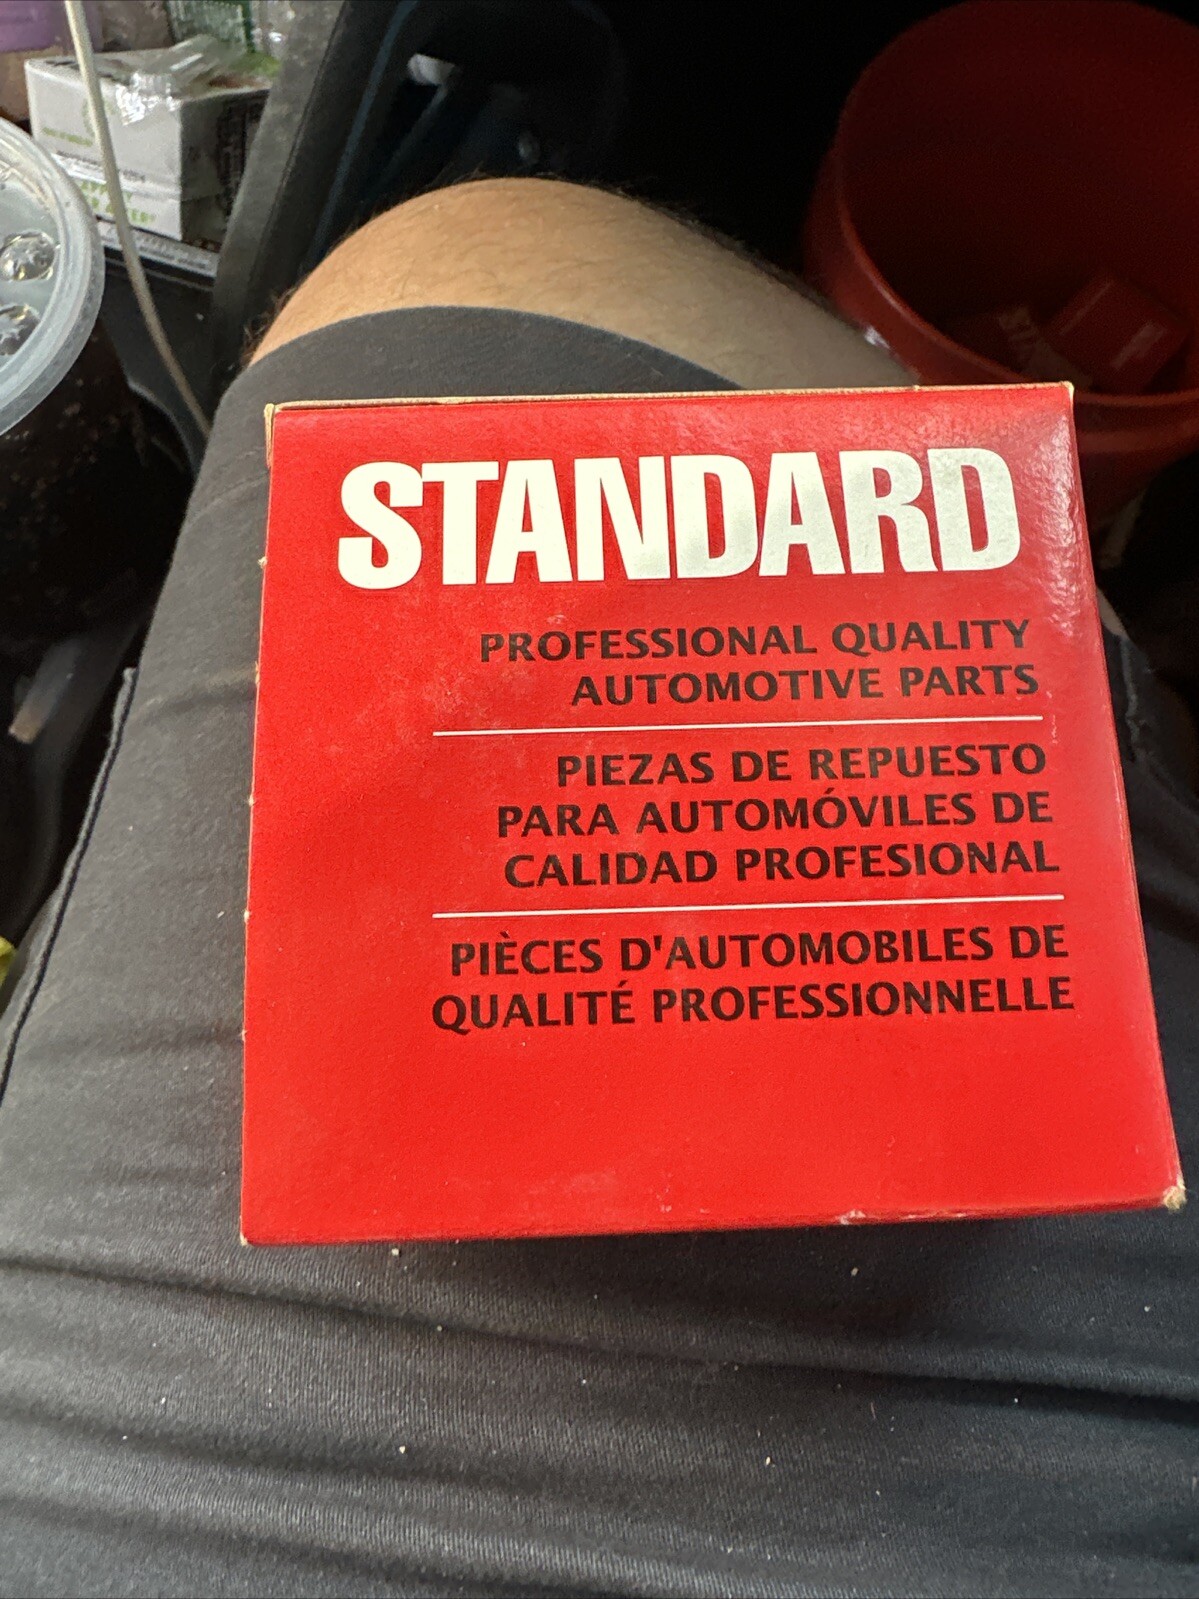 STANDARD
PROFESSIONAL QUALITY
AUTOMOTIVE PARTS
PIEZAS DE REPUESTO
PARA AUTOMÓVILES DE
CALIDAD PROFESIONAL
PIÈCES D'AUTOMOBILES DE
QUALITÉ PROFESSIONNELLE